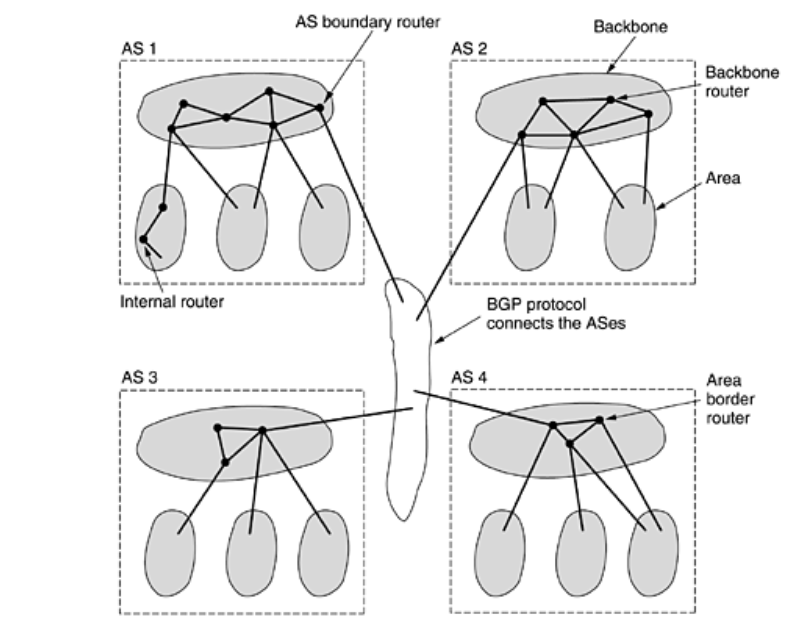 AS boundary router
AS 1
AS 2
Backbone
Backbone
router
Area
Internal router
BGP protocol
connects the ASes
AS 3
AS 4
Area
border
router